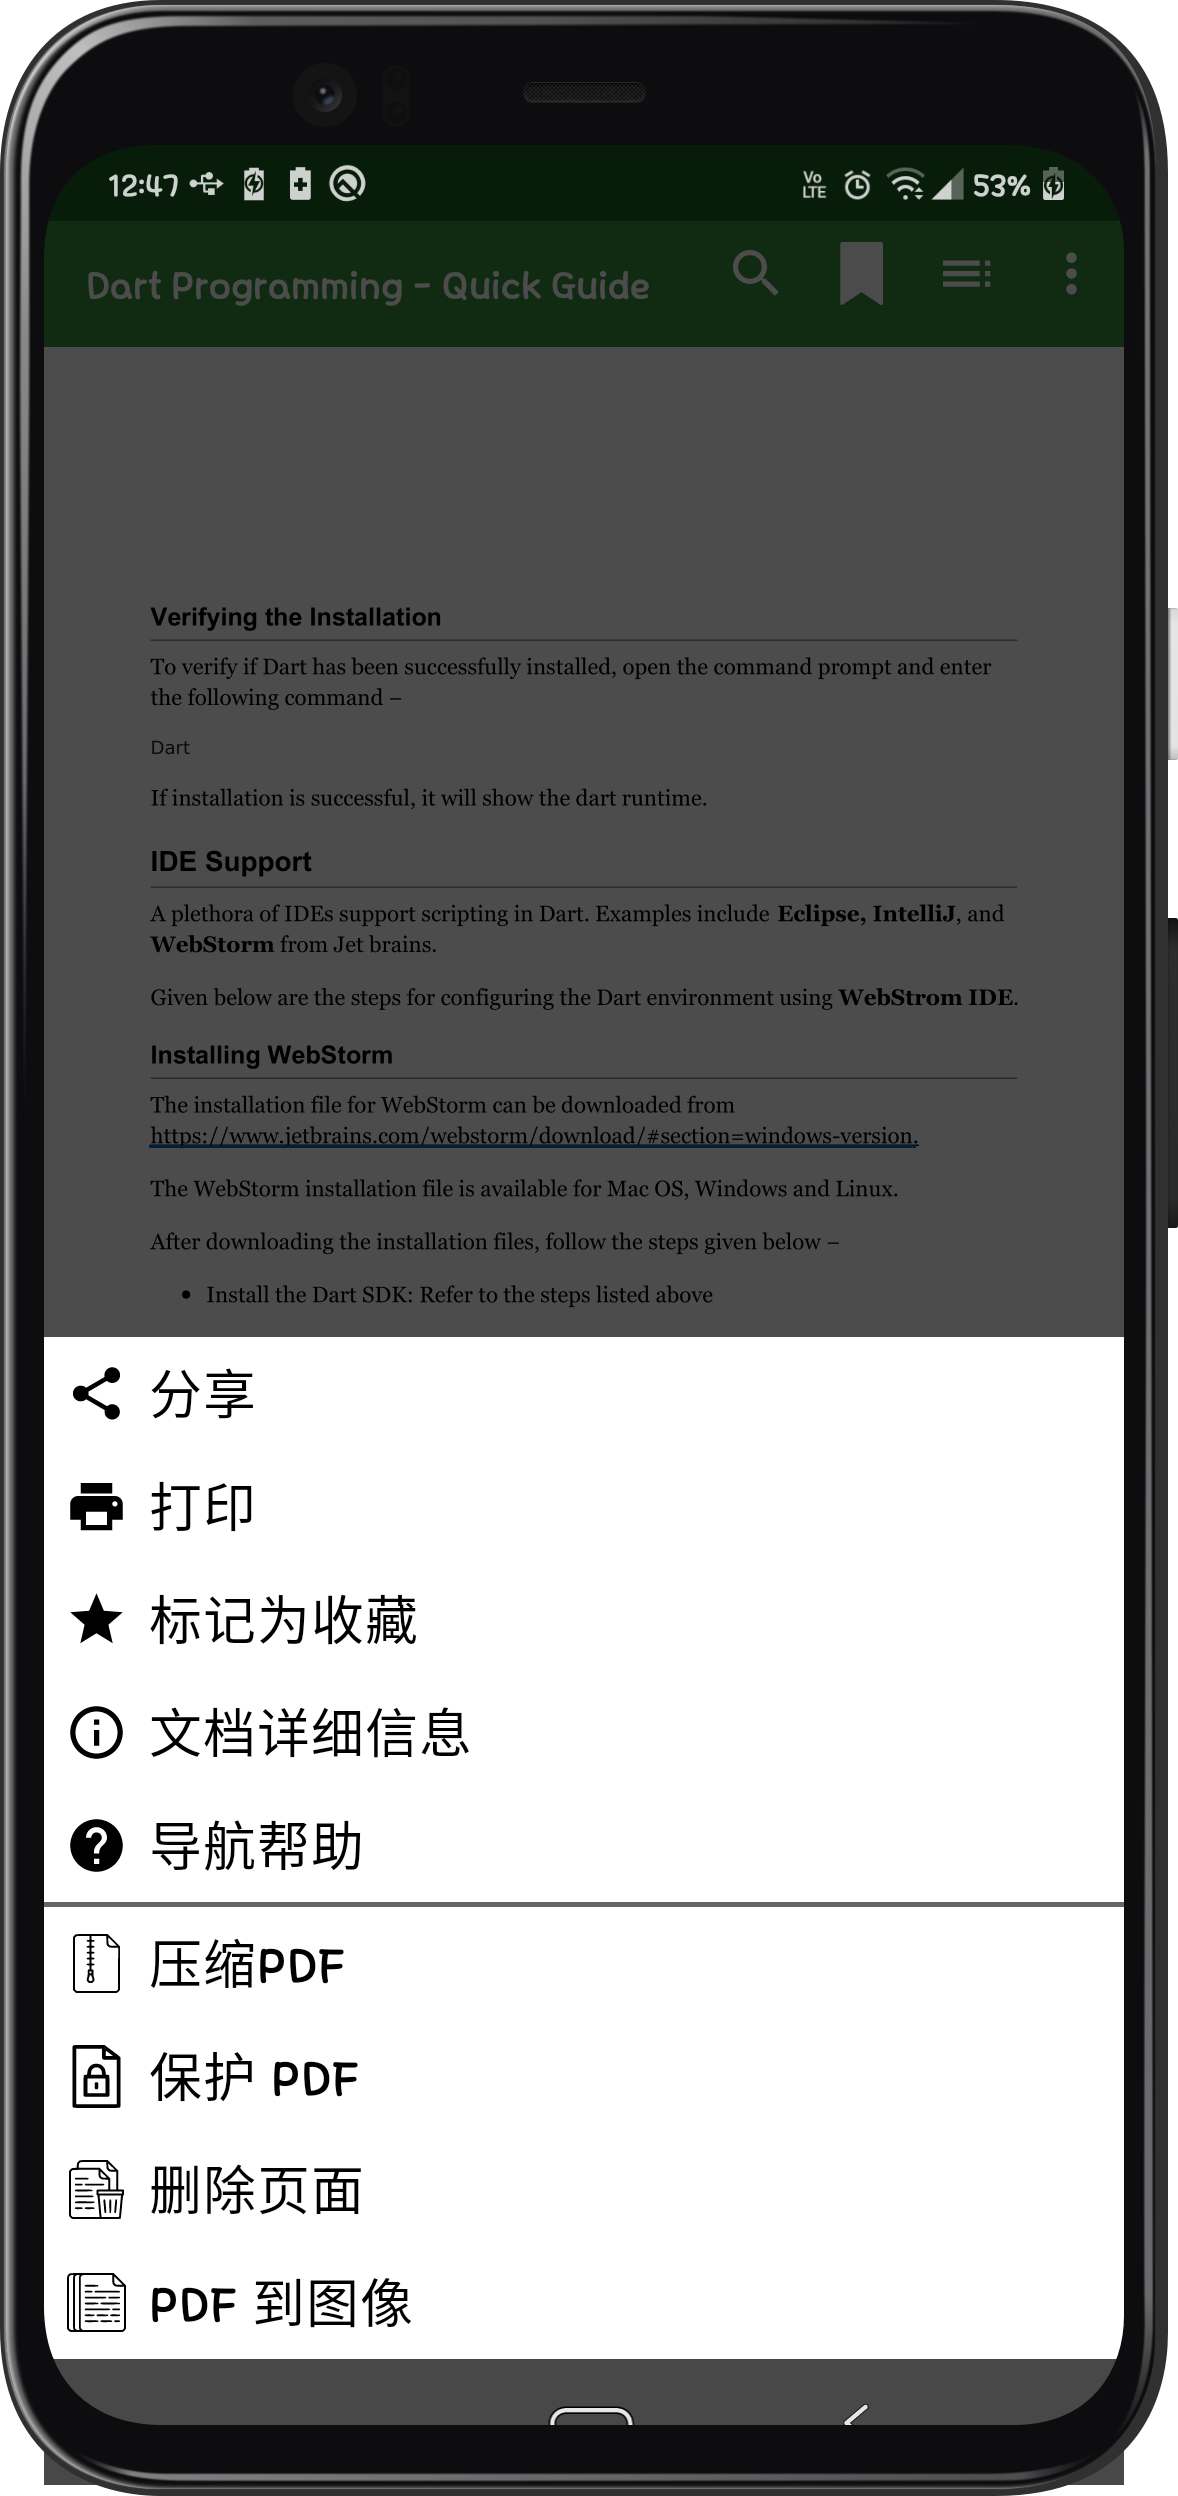 12:47
Vo
LTE
53%
Dart Programming - Quick Guide
Verifying the Installation
To verify if Dart has been successfully installed, open the command prompt and enter
the following command –
Dart
If installation is successful, it will show the dart runtime.
IDE Support
A plethora of IDEs support scripting in Dart. Examples include Eclipse, IntelliJ, and
WebStorm from Jet brains.
Given below are the steps for configuring the Dart environment using WebStrom IDE.
Installing WebStorm
The installation file for WebStorm can be downloaded from
https://www.jetbrains.com/webstorm/download/#section=windows-version.
The WebStorm installation file is available for Mac OS, Windows and Linux.
After downloading the installation files, follow the steps given below –
• Install the Dart SDK: Refer to the steps listed above
分享
打印
标记为收藏
文档详细信息
导航帮助
压缩PDF
保护 PDF
删除页面
PDF 到图像